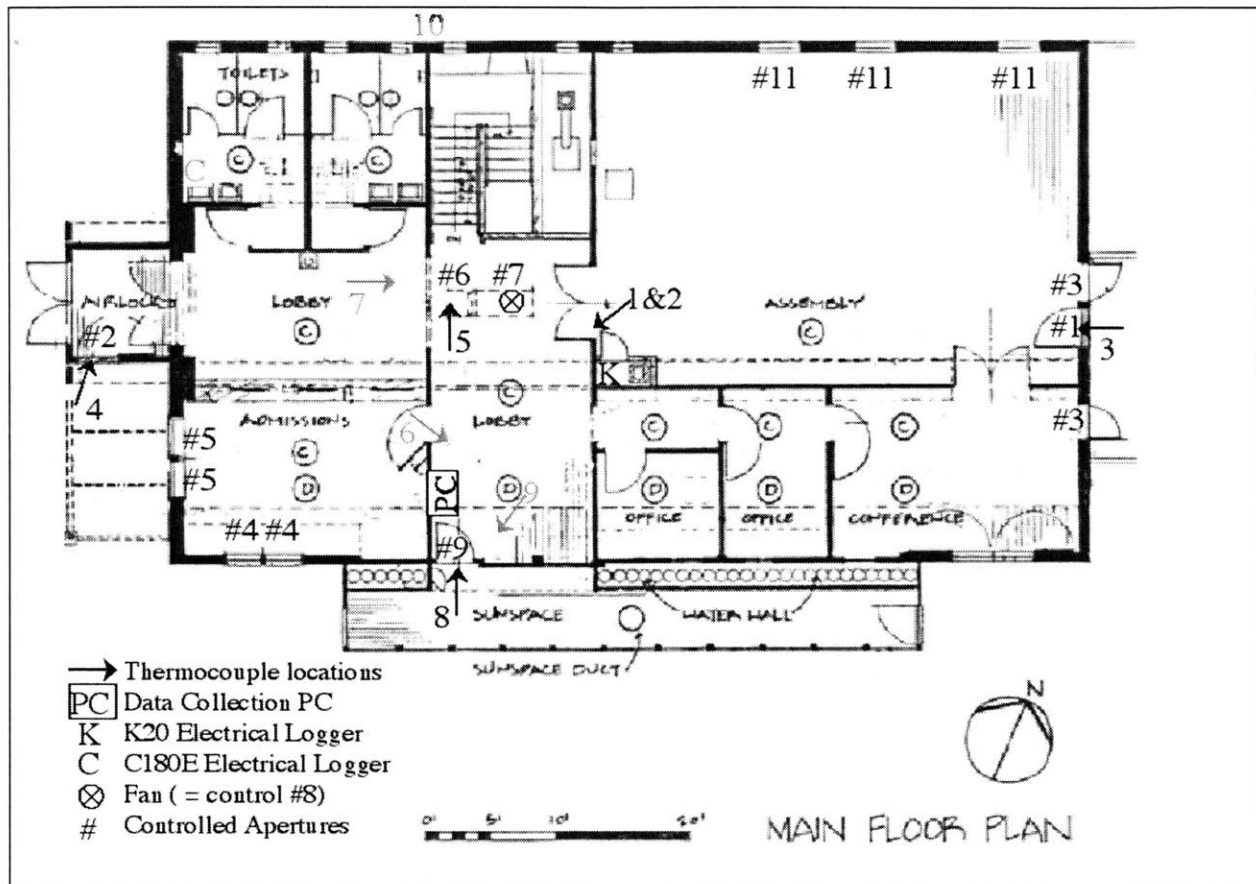 10
TOILETS
#11 #11 #11
C C C
#6 #7
#3
AIRLOCK
LOBBY
7
1&2
ASSEMBLY
#2
C
5
C
#1
3
K
4
ADMISSIONS
C
LOBBY
#3
#5
6
C
C C C
#5
D
PC
D
9
D D D
OFFICE OFFICE CONFERENCE
#4 #4
#9
8
SUNSPACE
WATER WALL
SUNSPACE DUCT
Thermocouple locations
PC Data Collection PC
K K20 Electrical Logger
C C180E Electrical Logger
Fan ( = control #8)
# Controlled Apertures
N
0' 5' 10' 20'
MAIN FLOOR PLAN